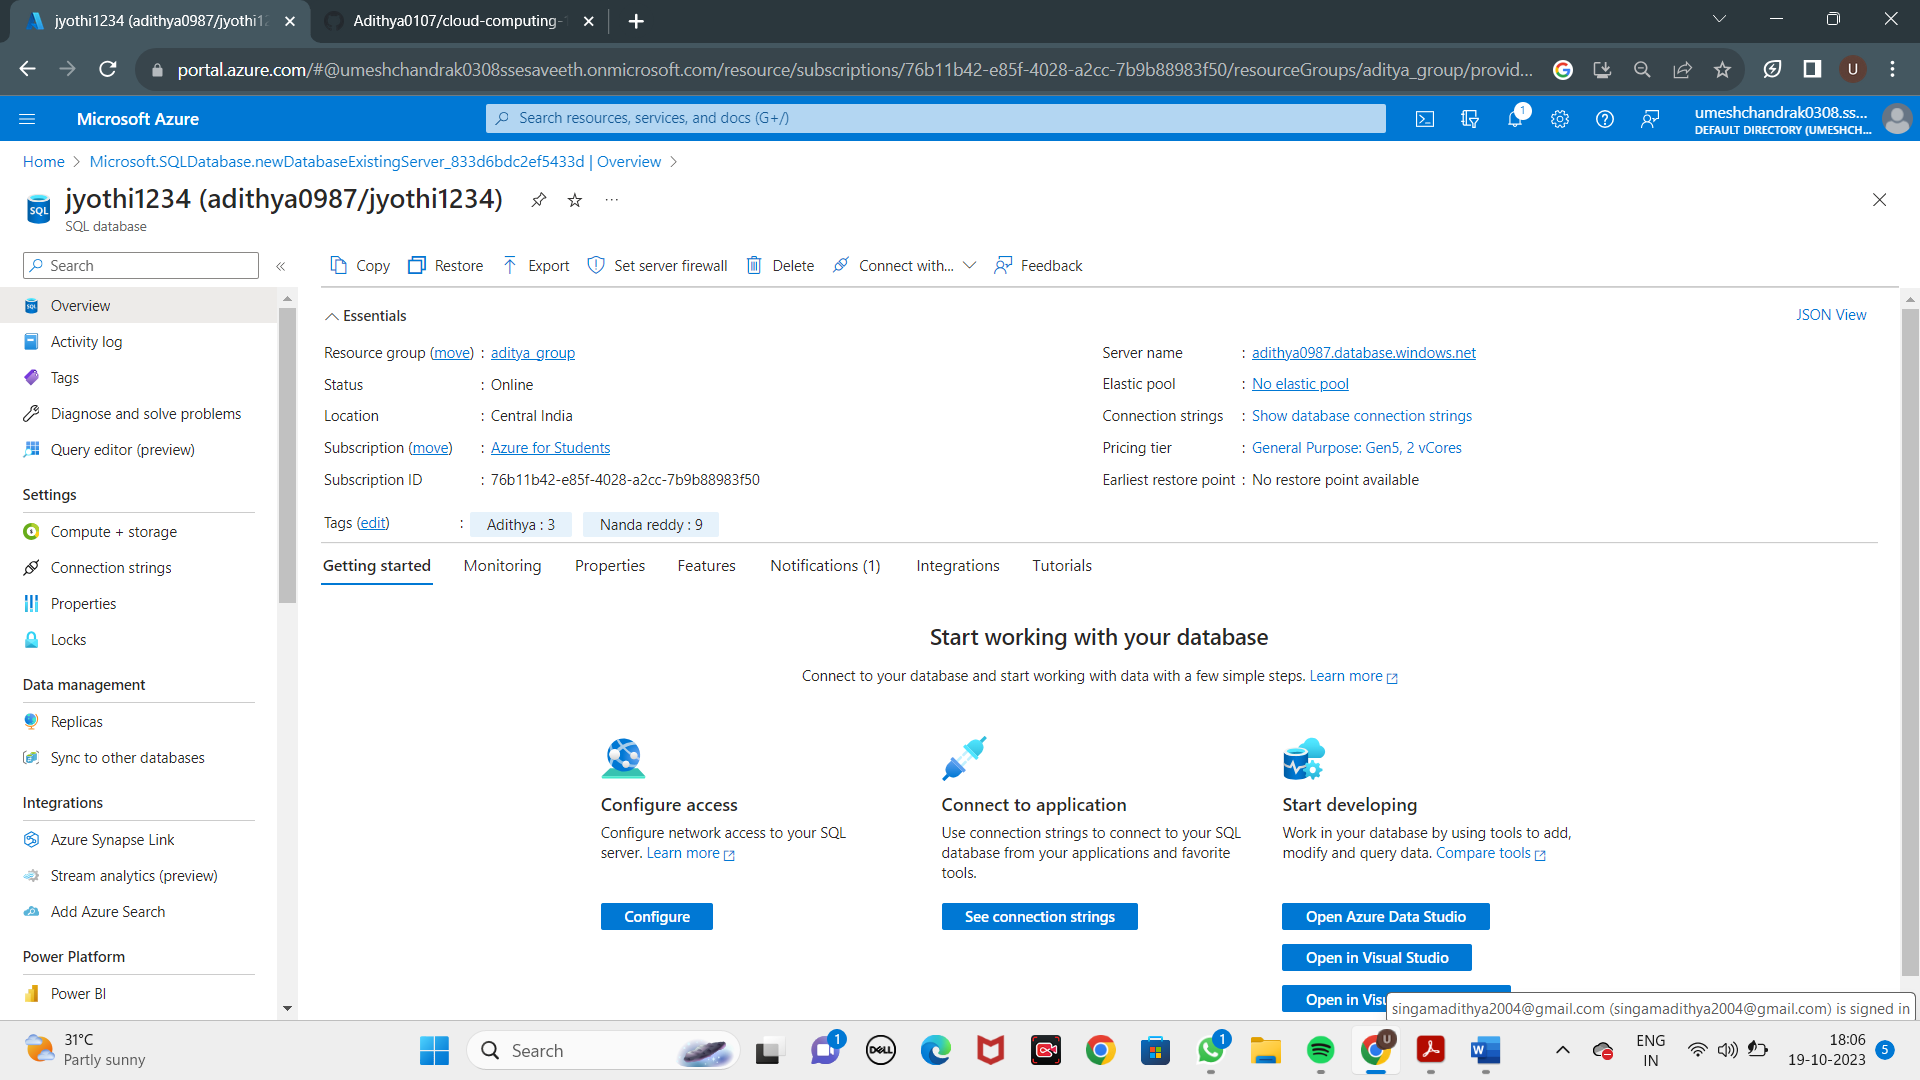 jyothi1234 (adithya0987/jyothi12
Adithya0107/cloud-computing-
portal.azure.com/#@umeshchandrak0308ssesaveeth.onmicrosoft.com/resource/subscriptions/76b11b42-e85f-4028-a2cc-7b9b88983f50/resourceGroups/aditya_group/provid...
U
Microsoft Azure
Search resources, services, and docs (G+/)
1
umeshchandrak0308.ss...
DEFAULT DIRECTORY (UMESHCH...
Home > Microsoft.SQLDatabase.newDatabaseExistingServer_833d6bdc2ef5433d | Overview >
SQL
jyothi1234 (adithya0987/jyothi1234)
...
SQL database
Search
«
Copy
Restore
Export
Set server firewall
Delete
Connect with...
Feedback
Overview
Activity log
Tags
Diagnose and solve problems
Query editor (preview)
Settings
Compute + storage
Connection strings
Properties
Locks
Data management
Replicas
Sync to other databases
Integrations
Azure Synapse Link
Stream analytics (preview)
Add Azure Search
Power Platform
Power BI
Essentials
JSON View
Resource group (move) : aditya_group
Status : Online
Location : Central India
Subscription (move) : Azure for Students
Subscription ID : 76b11b42-e85f-4028-a2cc-7b9b88983f50
Server name : adithya0987.database.windows.net
Elastic pool : No elastic pool
Connection strings : Show database connection strings
Pricing tier : General Purpose: Gen5, 2 vCores
Earliest restore point : No restore point available
Tags (edit) : Adithya : 3 Nanda reddy : 9
Getting started
Monitoring
Properties
Features
Notifications (1)
Integrations
Tutorials
Start working with your database
Connect to your database and start working with data with a few simple steps. Learn more
Configure access
Configure network access to your SQL
server. Learn more
Configure
Connect to application
Use connection strings to connect to your SQL
database from your applications and favorite
tools.
See connection strings
Start developing
Work in your database by using tools to add,
modify and query data. Compare tools
Open Azure Data Studio
Open in Visual Studio
Open in Visu
singamadithya2004@gmail.com (singamadithya2004@gmail.com) is signed in
31°C
Partly sunny
Search
1
DELL
1
U
W
ENG
IN
18:06
19-10-2023
5